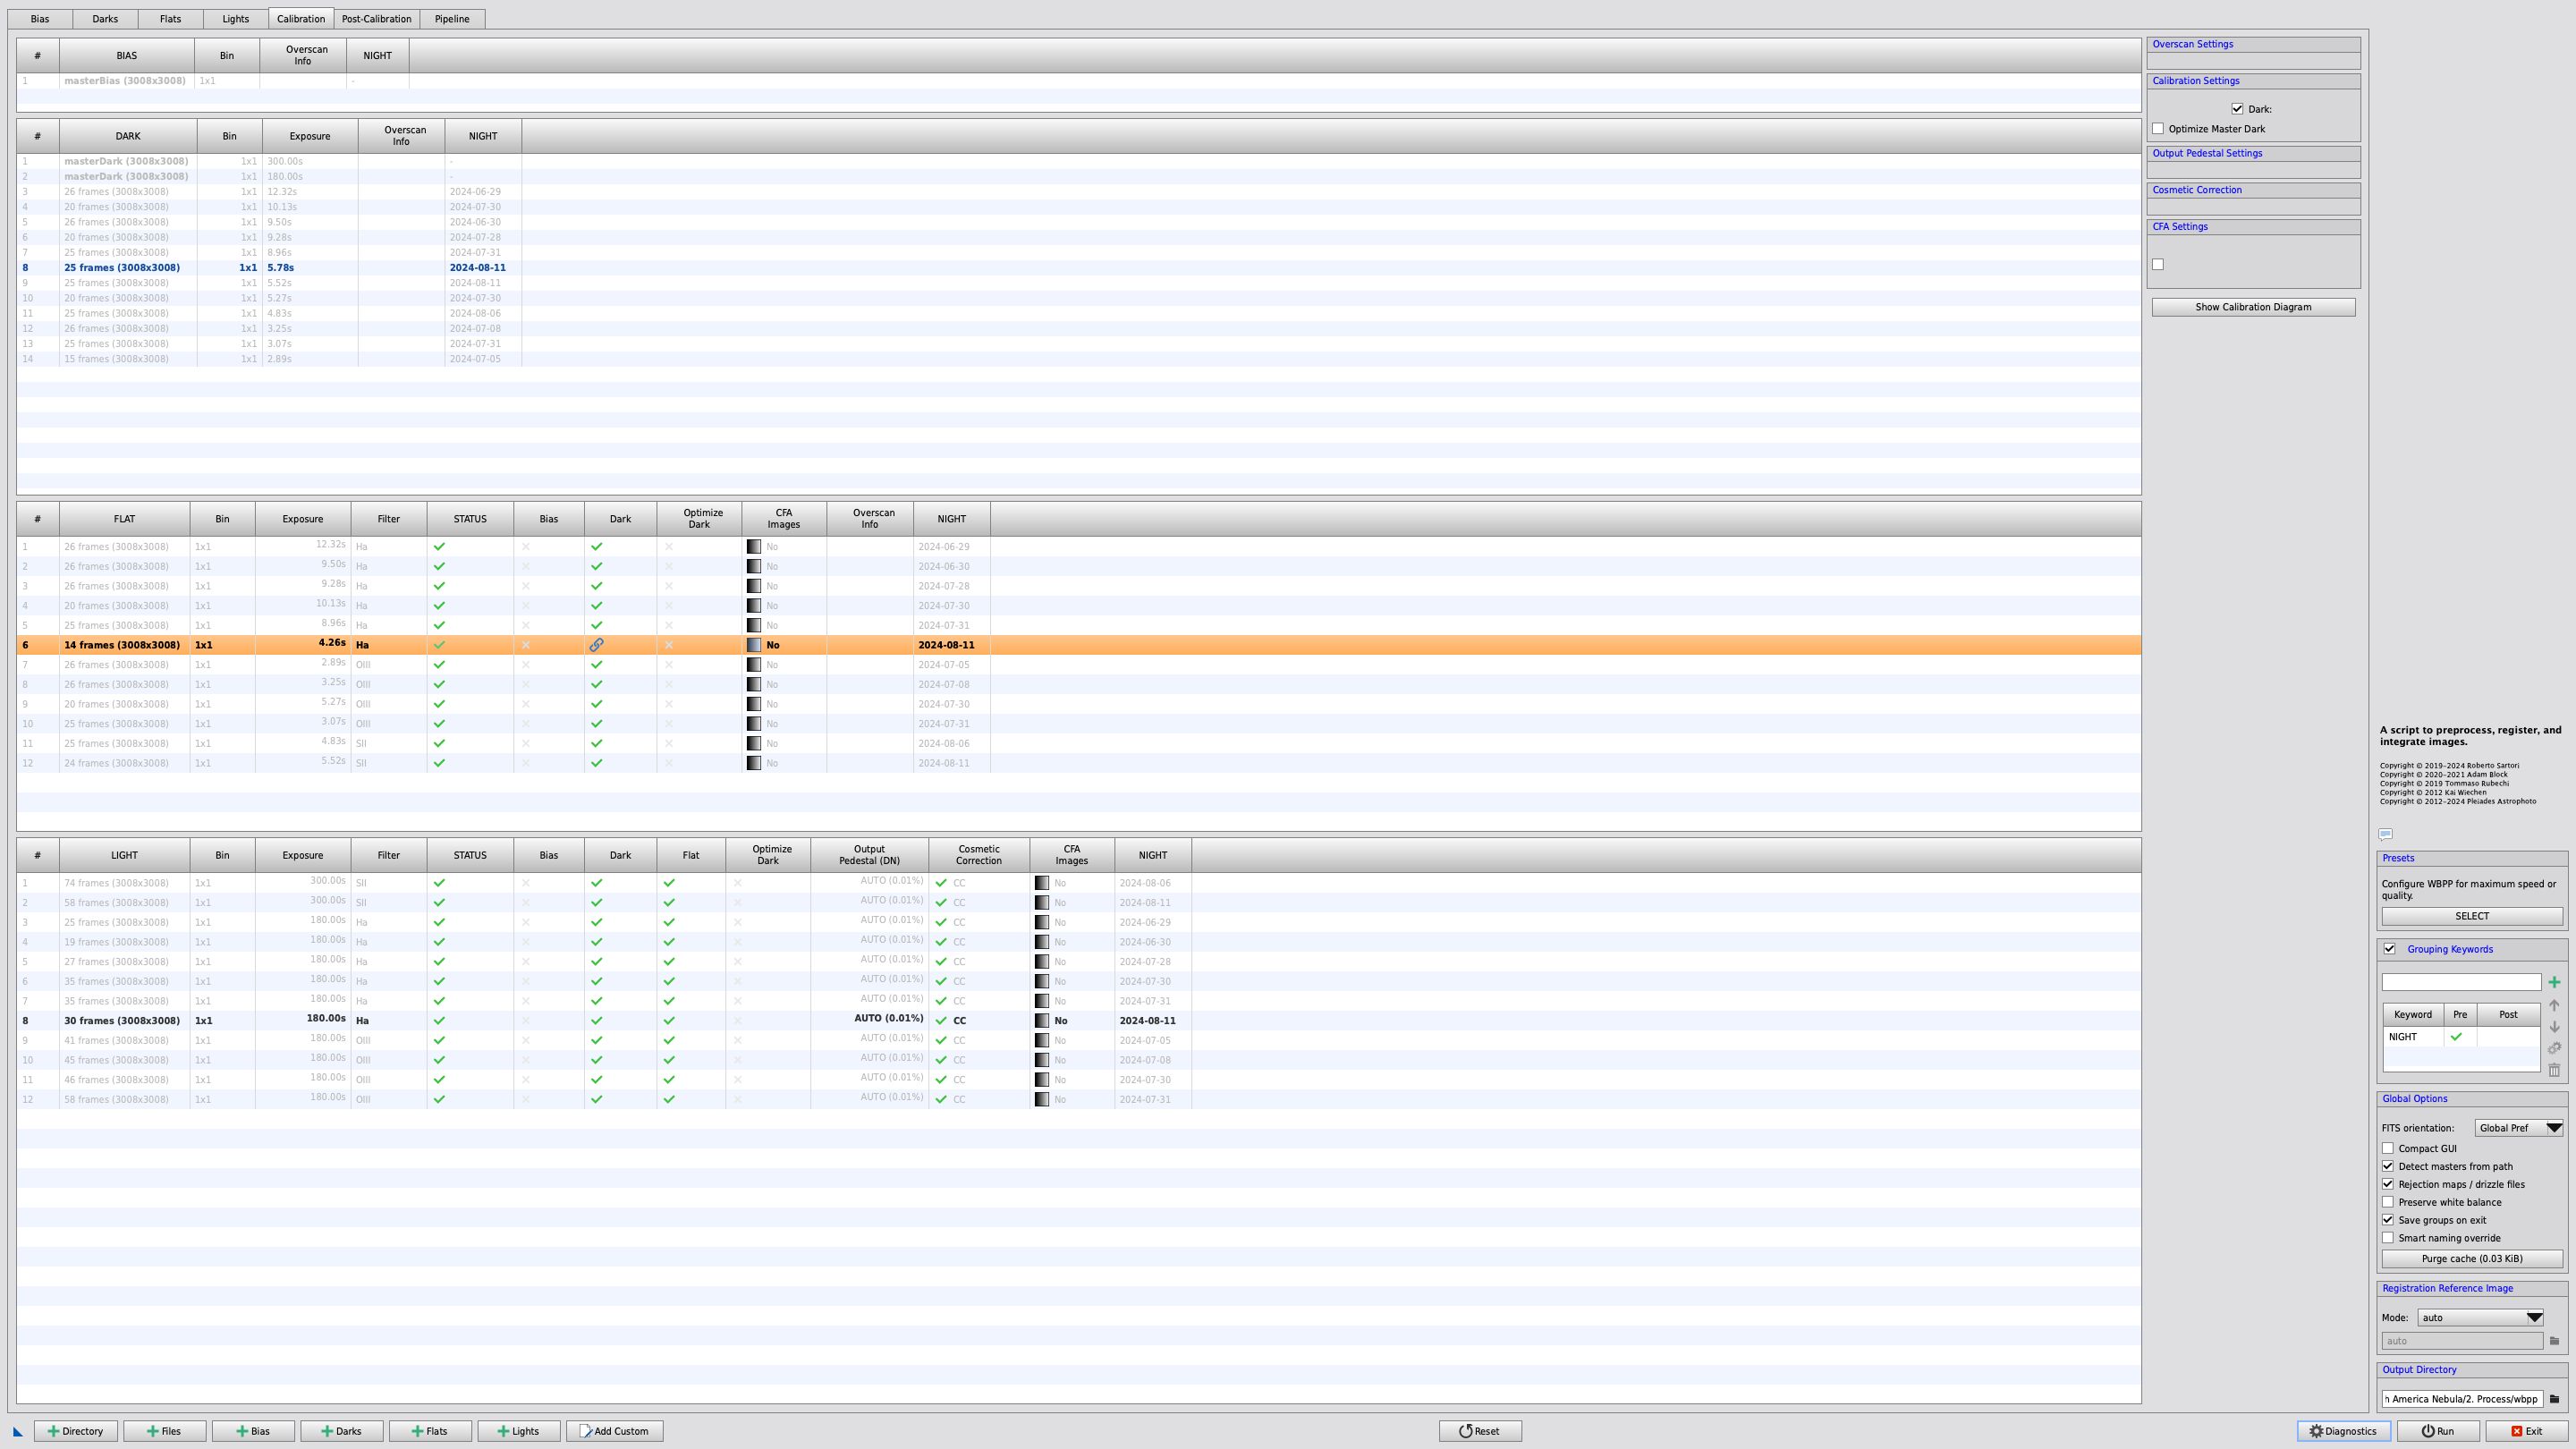 Bias Darks Flats Lights Calibration Post-Calibration Pipeline
# BIAS Bin Overscan Info NIGHT
1 masterBias (3008x3008) 1x1 -
# DARK Bin Exposure Overscan Info NIGHT
1 masterDark (3008x3008) 1x1 300.00s -
2 masterDark (3008x3008) 1x1 180.00s -
3 26 frames (3008x3008) 1x1 12.32s 2024-06-29
4 20 frames (3008x3008) 1x1 10.13s 2024-07-30
5 26 frames (3008x3008) 1x1 9.50s 2024-06-30
6 20 frames (3008x3008) 1x1 9.28s 2024-07-28
7 25 frames (3008x3008) 1x1 8.96s 2024-07-31
8 25 frames (3008x3008) 1x1 5.78s 2024-08-11
9 25 frames (3008x3008) 1x1 5.52s 2024-08-11
10 20 frames (3008x3008) 1x1 5.27s 2024-07-30
11 25 frames (3008x3008) 1x1 4.83s 2024-08-06
12 26 frames (3008x3008) 1x1 3.25s 2024-07-08
13 25 frames (3008x3008) 1x1 3.07s 2024-07-31
14 15 frames (3008x3008) 1x1 2.89s 2024-07-05
# FLAT Bin Exposure Filter STATUS Bias Dark Optimize Dark CFA Images Overscan Info NIGHT
1 26 frames (3008x3008) 1x1 12.32s Ha No 2024-06-29
2 26 frames (3008x3008) 1x1 9.50s Ha No 2024-06-30
3 26 frames (3008x3008) 1x1 9.28s Ha No 2024-07-28
4 20 frames (3008x3008) 1x1 10.13s Ha No 2024-07-30
5 25 frames (3008x3008) 1x1 8.96s Ha No 2024-07-31
6 14 frames (3008x3008) 1x1 4.26s Ha No 2024-08-11
7 26 frames (3008x3008) 1x1 2.89s OIII No 2024-07-05
8 26 frames (3008x3008) 1x1 3.25s OIII No 2024-07-08
9 20 frames (3008x3008) 1x1 5.27s OIII No 2024-07-30
10 25 frames (3008x3008) 1x1 3.07s OIII No 2024-07-31
11 25 frames (3008x3008) 1x1 4.83s SII No 2024-08-06
12 24 frames (3008x3008) 1x1 5.52s SII No 2024-08-11
# LIGHT Bin Exposure Filter STATUS Bias Dark Flat Optimize Dark Output Pedestal (DN) Cosmetic Correction CFA Images NIGHT
1 74 frames (3008x3008) 1x1 300.00s SII AUTO (0.01%) CC No 2024-08-06
2 58 frames (3008x3008) 1x1 300.00s SII AUTO (0.01%) CC No 2024-08-11
3 25 frames (3008x3008) 1x1 180.00s Ha AUTO (0.01%) CC No 2024-06-29
4 19 frames (3008x3008) 1x1 180.00s Ha AUTO (0.01%) CC No 2024-06-30
5 27 frames (3008x3008) 1x1 180.00s Ha AUTO (0.01%) CC No 2024-07-28
6 35 frames (3008x3008) 1x1 180.00s Ha AUTO (0.01%) CC No 2024-07-30
7 35 frames (3008x3008) 1x1 180.00s Ha AUTO (0.01%) CC No 2024-07-31
8 30 frames (3008x3008) 1x1 180.00s Ha AUTO (0.01%) CC No 2024-08-11
9 41 frames (3008x3008) 1x1 180.00s OIII AUTO (0.01%) CC No 2024-07-05
10 45 frames (3008x3008) 1x1 180.00s OIII AUTO (0.01%) CC No 2024-07-08
11 46 frames (3008x3008) 1x1 180.00s OIII AUTO (0.01%) CC No 2024-07-30
12 58 frames (3008x3008) 1x1 180.00s OIII AUTO (0.01%) CC No 2024-07-31
Overscan Settings
Calibration Settings
Dark:
Optimize Master Dark
Output Pedestal Settings
Cosmetic Correction
CFA Settings
Show Calibration Diagram
A script to preprocess, register, and
integrate images.
Copyright © 2019-2024 Roberto Sartori
Copyright © 2020-2021 Adam Block
Copyright © 2019 Tommaso Rubechi
Copyright © 2012 Kai Wiechen
Copyright © 2012-2024 Pleiades Astrophoto
Presets
Configure WBPP for maximum speed or
quality.
SELECT
Grouping Keywords
Keyword Pre Post
NIGHT
Global Options
FITS orientation: Global Pref
Compact GUI
Detect masters from path
Rejection maps / drizzle files
Preserve white balance
Save groups on exit
Smart naming override
Purge cache (0.03 KiB)
Registration Reference Image
Mode: auto
auto
Output Directory
America Nebula/2. Process/wbpp
Directory Files Bias Darks Flats Lights Add Custom Reset Diagnostics Run Exit